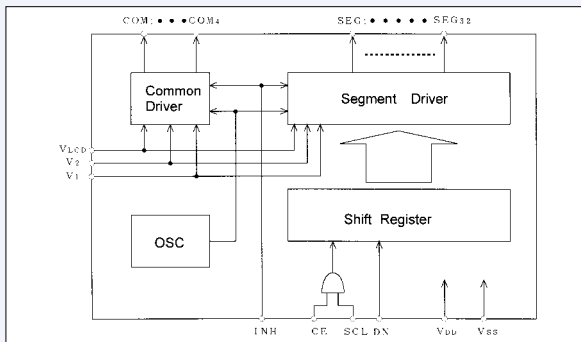 COM₁ • • • COM₄ SEG₁ • • • • • SEG₃₂
Common Driver
Segment Driver
VLCD
V₂
V₁
OSC
Shift Register
INH CE SCL DN VDD VSS